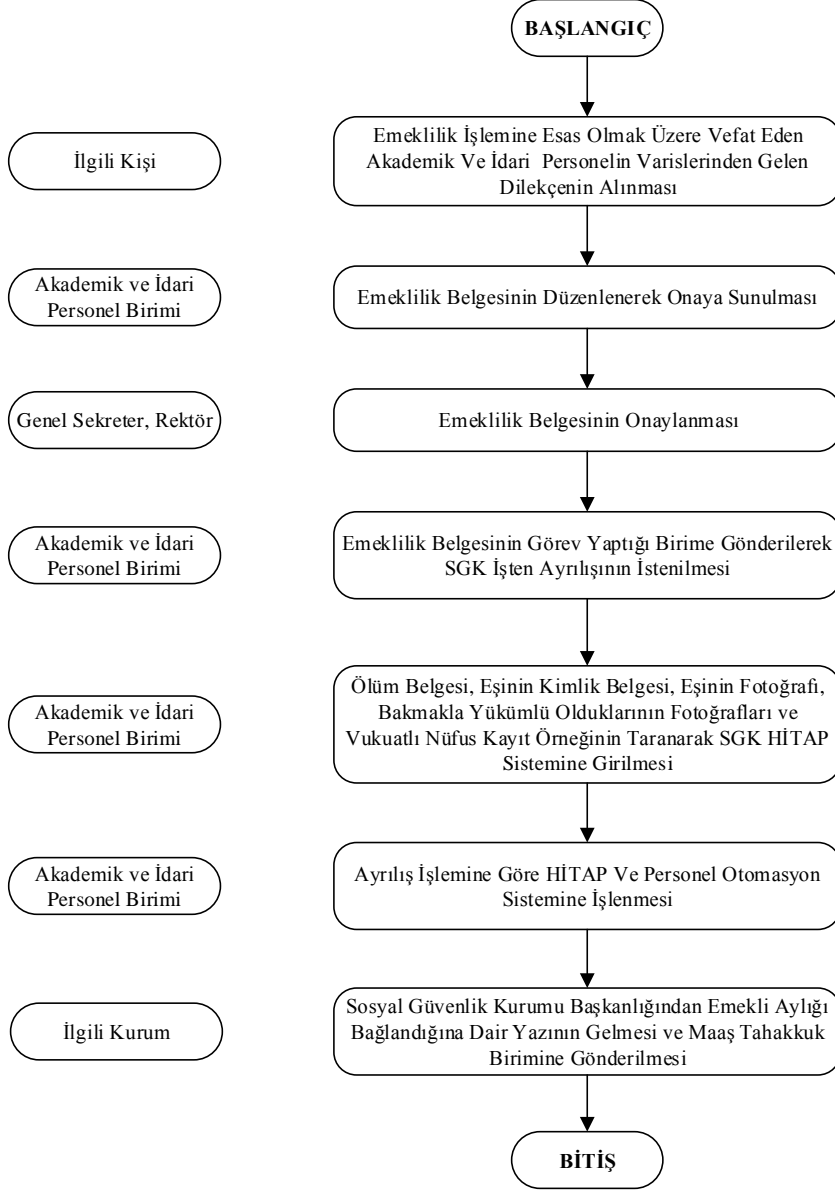 BAŞLANGIÇ
İlgili Kişi
Emeklilik İşlemine Esas Olmak Üzere Vefat Eden
Akademik Ve İdari Personelin Varislerinden Gelen
Dilekçenin Alınması
Akademik ve İdari
Personel Birimi
Emeklilik Belgesinin Düzenlenerek Onaya Sunulması
Genel Sekreter, Rektör
Emeklilik Belgesinin Onaylanması
Akademik ve İdari
Personel Birimi
Emeklilik Belgesinin Görev Yaptığı Birime Gönderilerek
SGK İşten Ayrılışının İstenilmesi
Akademik ve İdari
Personel Birimi
Ölüm Belgesi, Eşinin Kimlik Belgesi, Eşinin Fotoğrafı,
Bakmakla Yükümlü Olduklarının Fotoğrafları ve
Vukuatlı Nüfus Kayıt Örneğinin Taranarak SGK HİTAP
Sistemine Girilmesi
Akademik ve İdari
Personel Birimi
Ayrılış İşlemine Göre HİTAP Ve Personel Otomasyon
Sistemine İşlenmesi
İlgili Kurum
Sosyal Güvenlik Kurumu Başkanlığından Emekli Aylığı
Bağlandığına Dair Yazının Gelmesi ve Maaş Tahakkuk
Birimine Gönderilmesi
BİTİŞ